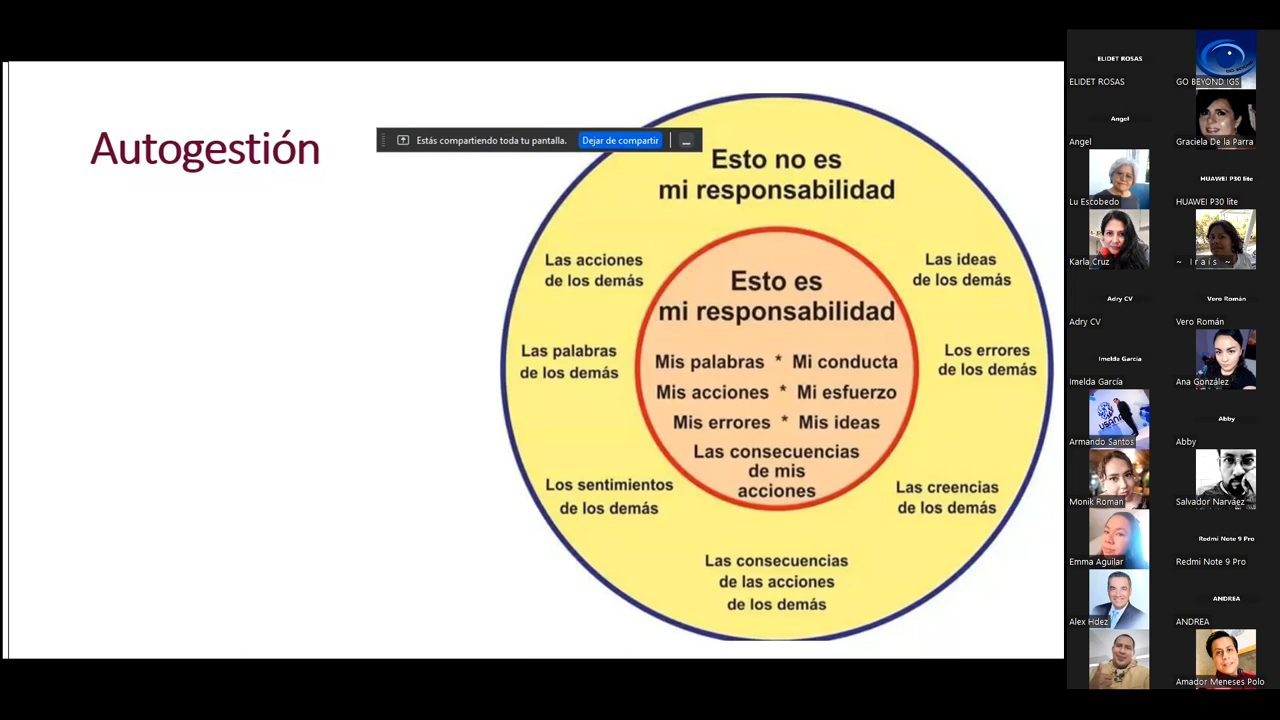 Autogestión
Estás compartiendo toda tu pantalla. Dejar de compartir
Esto no es
mi responsabilidad
Las acciones
de los demás
Las ideas
de los demás
Las palabras
de los demás
Los errores
de los demás
Los sentimientos
de los demás
Las creencias
de los demás
Las consecuencias
de las acciones
de los demás
Esto es
mi responsabilidad
Mis palabras * Mi conducta
Mis acciones * Mi esfuerzo
Mis errores * Mis ideas
Las consecuencias
de mis
acciones
ELIDET ROSAS
ELIDET ROSAS
GO BEYOND IGS
Angel
Angel
Graciela De la Parra
Lu Escobedo
HUAWEI P30 lite
HUAWEI P30 lite
Karla Cruz
~ I r a í s ~
Adry CV
Adry CV
Vero Román
Vero Román
Imelda Garcia
Imelda García
Ana González
USANA
Armando Santos
Abby
Abby
Monik Roman
Salvador Narváez
Emma Aguilar
Redmi Note 9 Pro
Redmi Note 9 Pro
Alex Hdez
ANDREA
ANDREA
Amador Meneses Polo